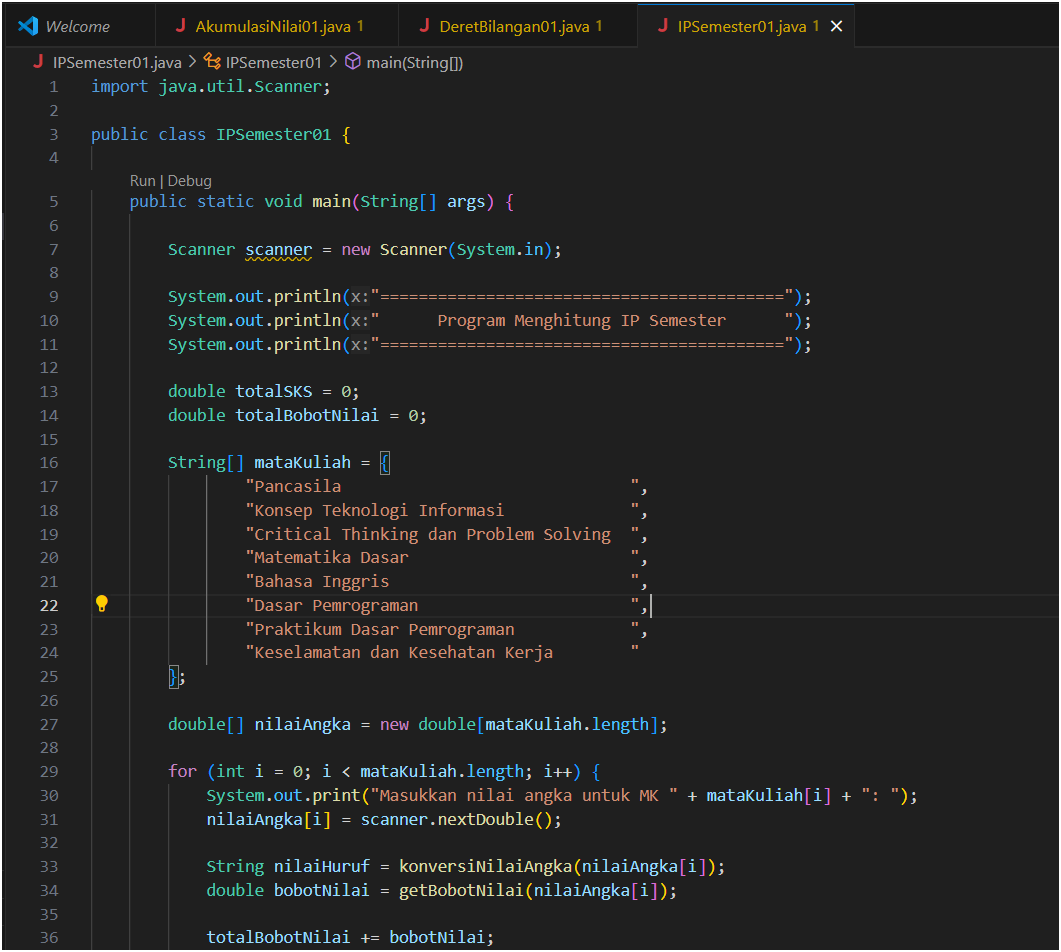 Welcome
J AkumulasiNilai01.java 1
J DeretBilangan01.java 1
J IPSemester01.java 1
J IPSemester01.java > IPSemester01 > main(String[])
1 import java.util.Scanner;
2
3 public class IPSemester01 {
4
Run | Debug
5 public static void main(String[] args) {
6
7 Scanner scanner = new Scanner(System.in);
8
9 System.out.println(x:"==========================================");
10 System.out.println(x:"      Program Menghitung IP Semester      ");
11 System.out.println(x:"==========================================");
12
13 double totalSKS = 0;
14 double totalBobotNilai = 0;
15
16 String[] mataKuliah = {
17 "Pancasila                              ",
18 "Konsep Teknologi Informasi             ",
19 "Critical Thinking dan Problem Solving  ",
20 "Matematika Dasar                       ",
21 "Bahasa Inggris                         ",
22 "Dasar Pemrograman                      ",
23 "Praktikum Dasar Pemrograman            ",
24 "Keselamatan dan Kesehatan Kerja        "
25 };
26
27 double[] nilaiAngka = new double[mataKuliah.length];
28
29 for (int i = 0; i < mataKuliah.length; i++) {
30 System.out.print("Masukkan nilai angka untuk MK " + mataKuliah[i] + ": ");
31 nilaiAngka[i] = scanner.nextDouble();
32
33 String nilaiHuruf = konversiNilaiAngka(nilaiAngka[i]);
34 double bobotNilai = getBobotNilai(nilaiAngka[i]);
35
36 totalBobotNilai += bobotNilai;